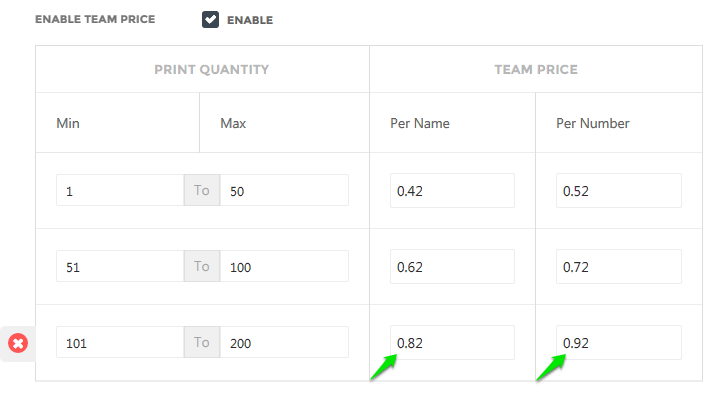 ENABLE TEAM PRICE ENABLE
PRINT QUANTITY TEAM PRICE
Min Max Per Name Per Number
1 To 50 0.42 0.52
51 To 100 0.62 0.72
101 To 200 0.82 0.92